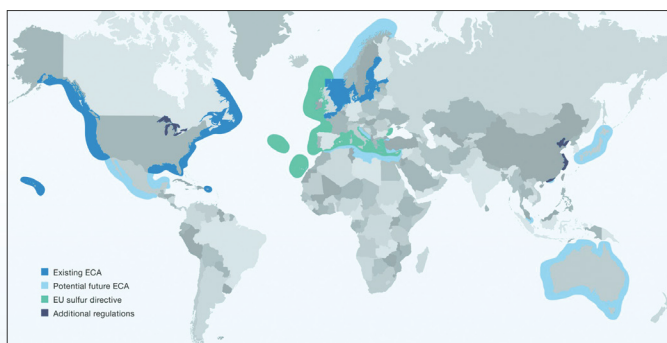 Existing ECA
Potential future ECA
EU sulfur directive
Additional regulations